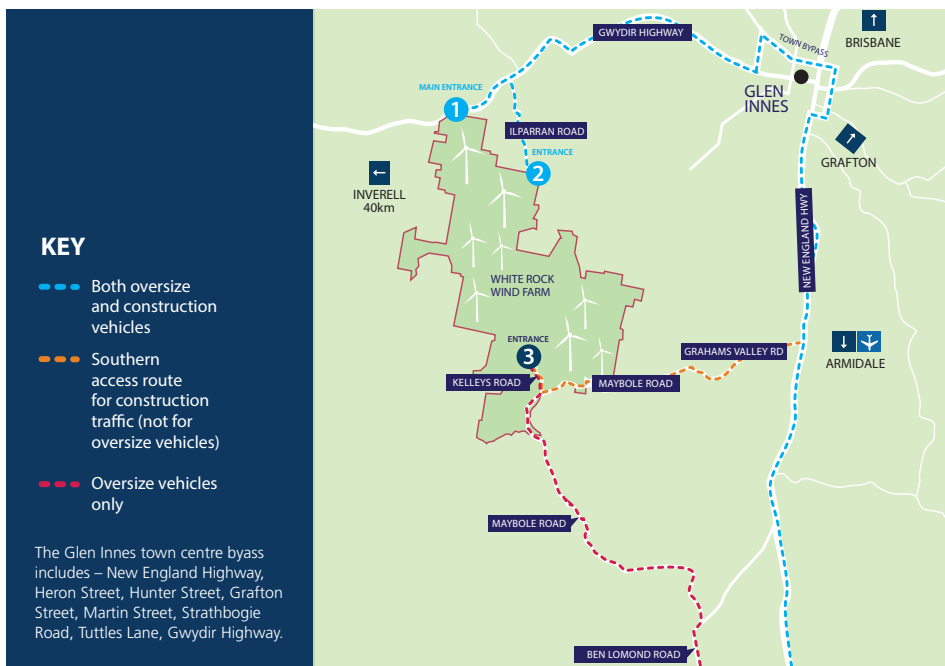 KEY
Both oversize
and construction
vehicles
Southern
access route
for construction
traffic (not for
oversize vehicles)
Oversize vehicles
only
The Glen Innes town centre byass
includes – New England Highway,
Heron Street, Hunter Street, Grafton
Street, Martin Street, Strathbogie
Road, Tuttles Lane, Gwydir Highway.
GWYDIR HIGHWAY
TOWN BYPASS
BRISBANE
MAIN ENTRANCE
1
GLEN
INNES
ILPARRAN ROAD
ENTRANCE
2
GRAFTON
INVERELL
40km
NEW ENGLAND HWY
WHITE ROCK
WIND FARM
ENTRANCE
3
GRAHAMS VALLEY RD
ARMIDALE
KELLEYS ROAD
MAYBOLE ROAD
MAYBOLE ROAD
BEN LOMOND ROAD